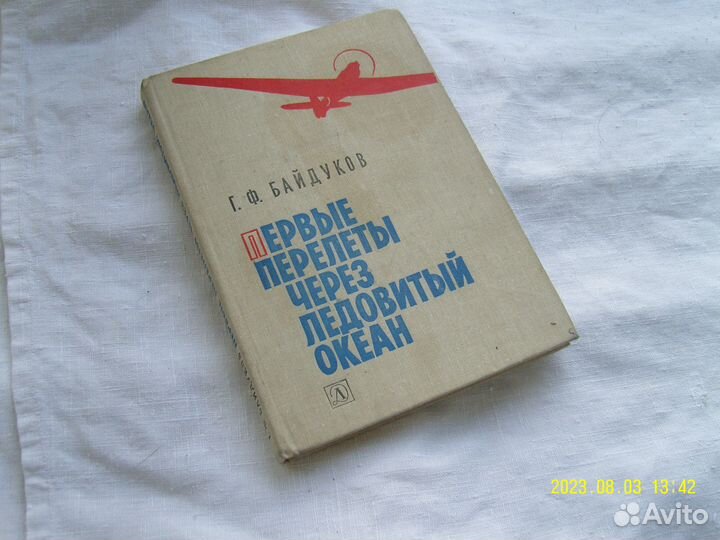 Г. Ф. БАЙДУКОВ
ПЕРВЫЕ
ПЕРЕЛЕТЫ
ЧЕРЕЗ
ЛЕДОВИТЫЙ
ОКЕАН
2023.08.03 13:42
Avito